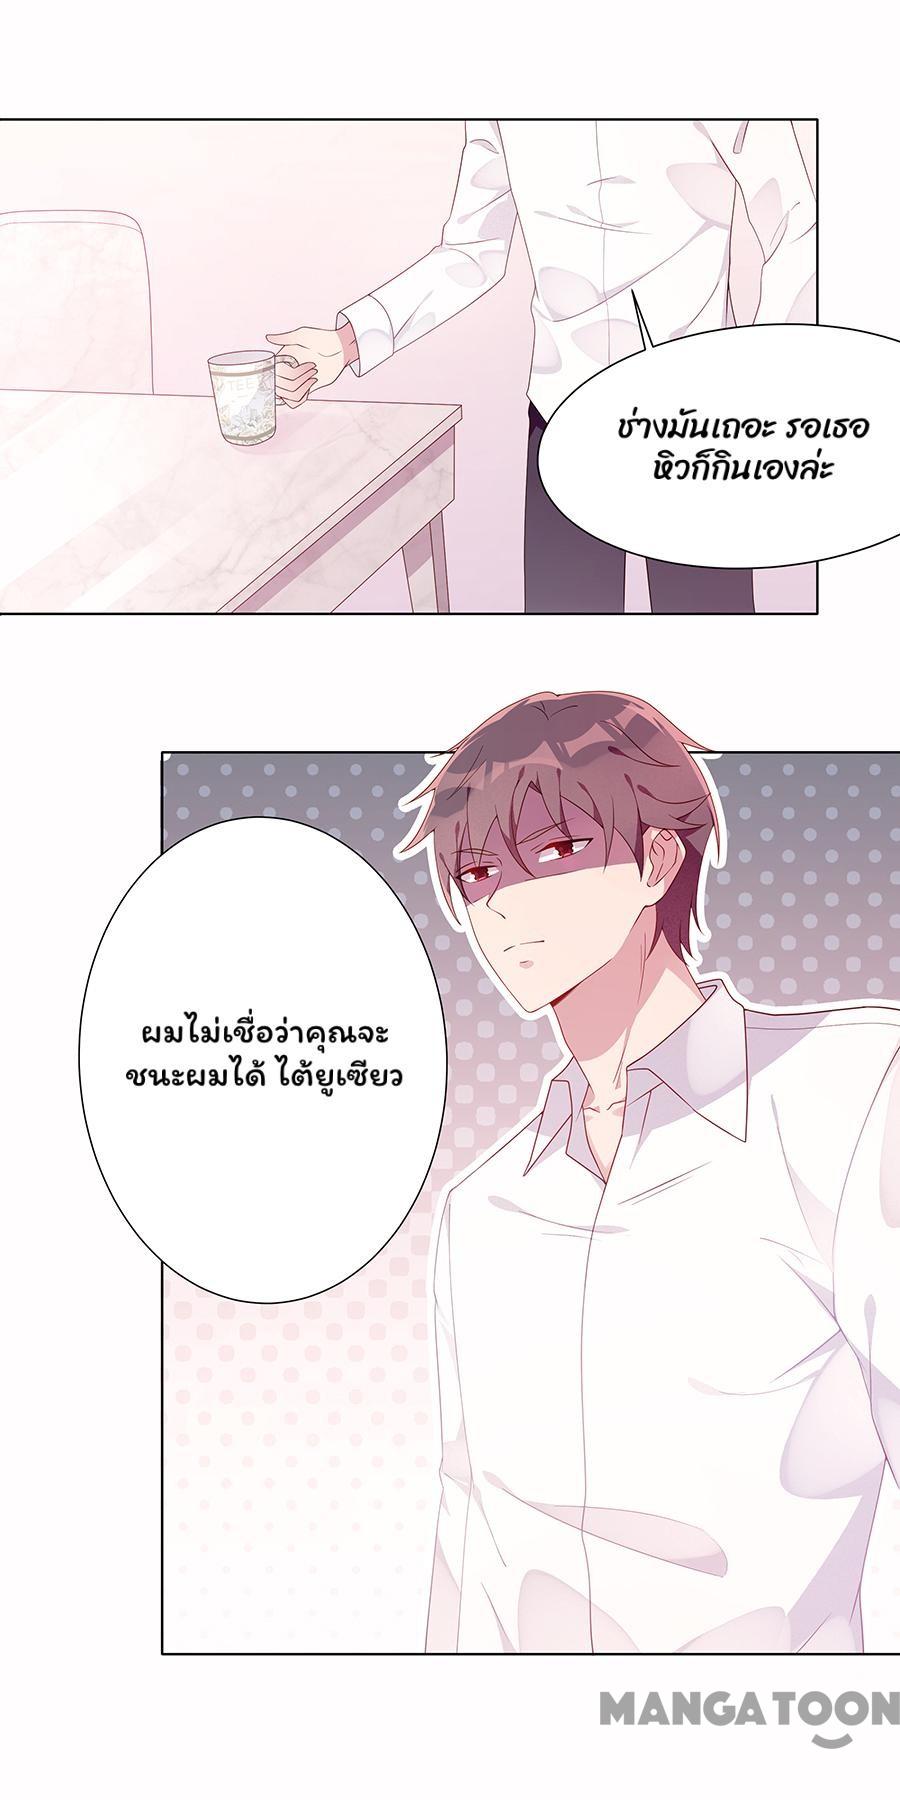 TEE
ช่างมันเถอะ รอเธอ
หิวก็กินเองล่ะ
ผมไม่เชื่อว่าคุณจะ
ชนะผมได้ ไต้ยูเซียว
MANGATOON